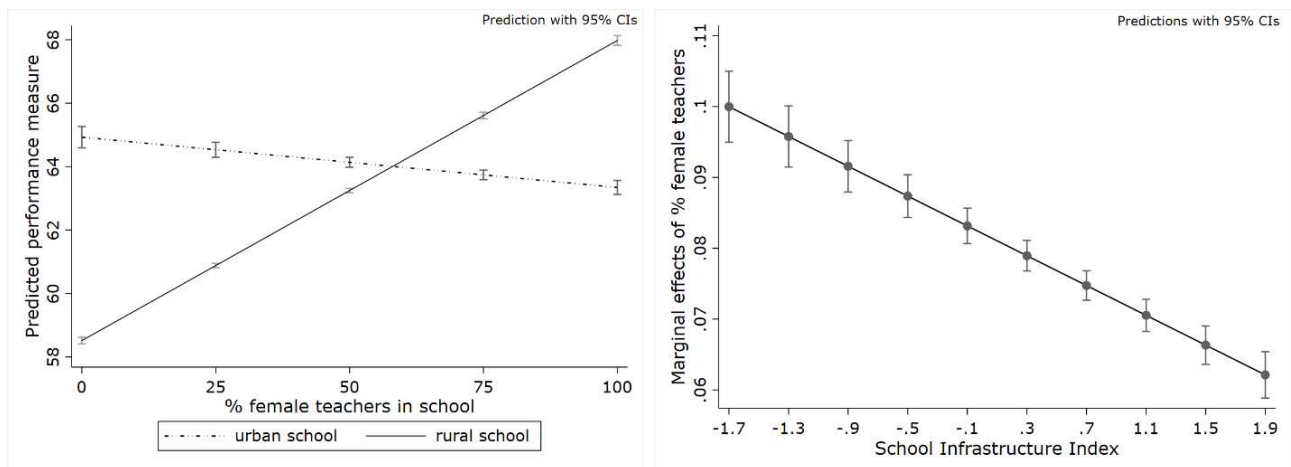 Prediction with 95% CIs
Predicted performance measure
68
66
64
62
60
58
0 25 50 75 100
% female teachers in school
urban school rural school
Predictions with 95% CIs
Marginal effects of % female teachers
.11
.1
.09
.08
.07
.06
-1.7 -1.3 -.9 -.5 -.1 .3 .7 1.1 1.5 1.9
School Infrastructure Index